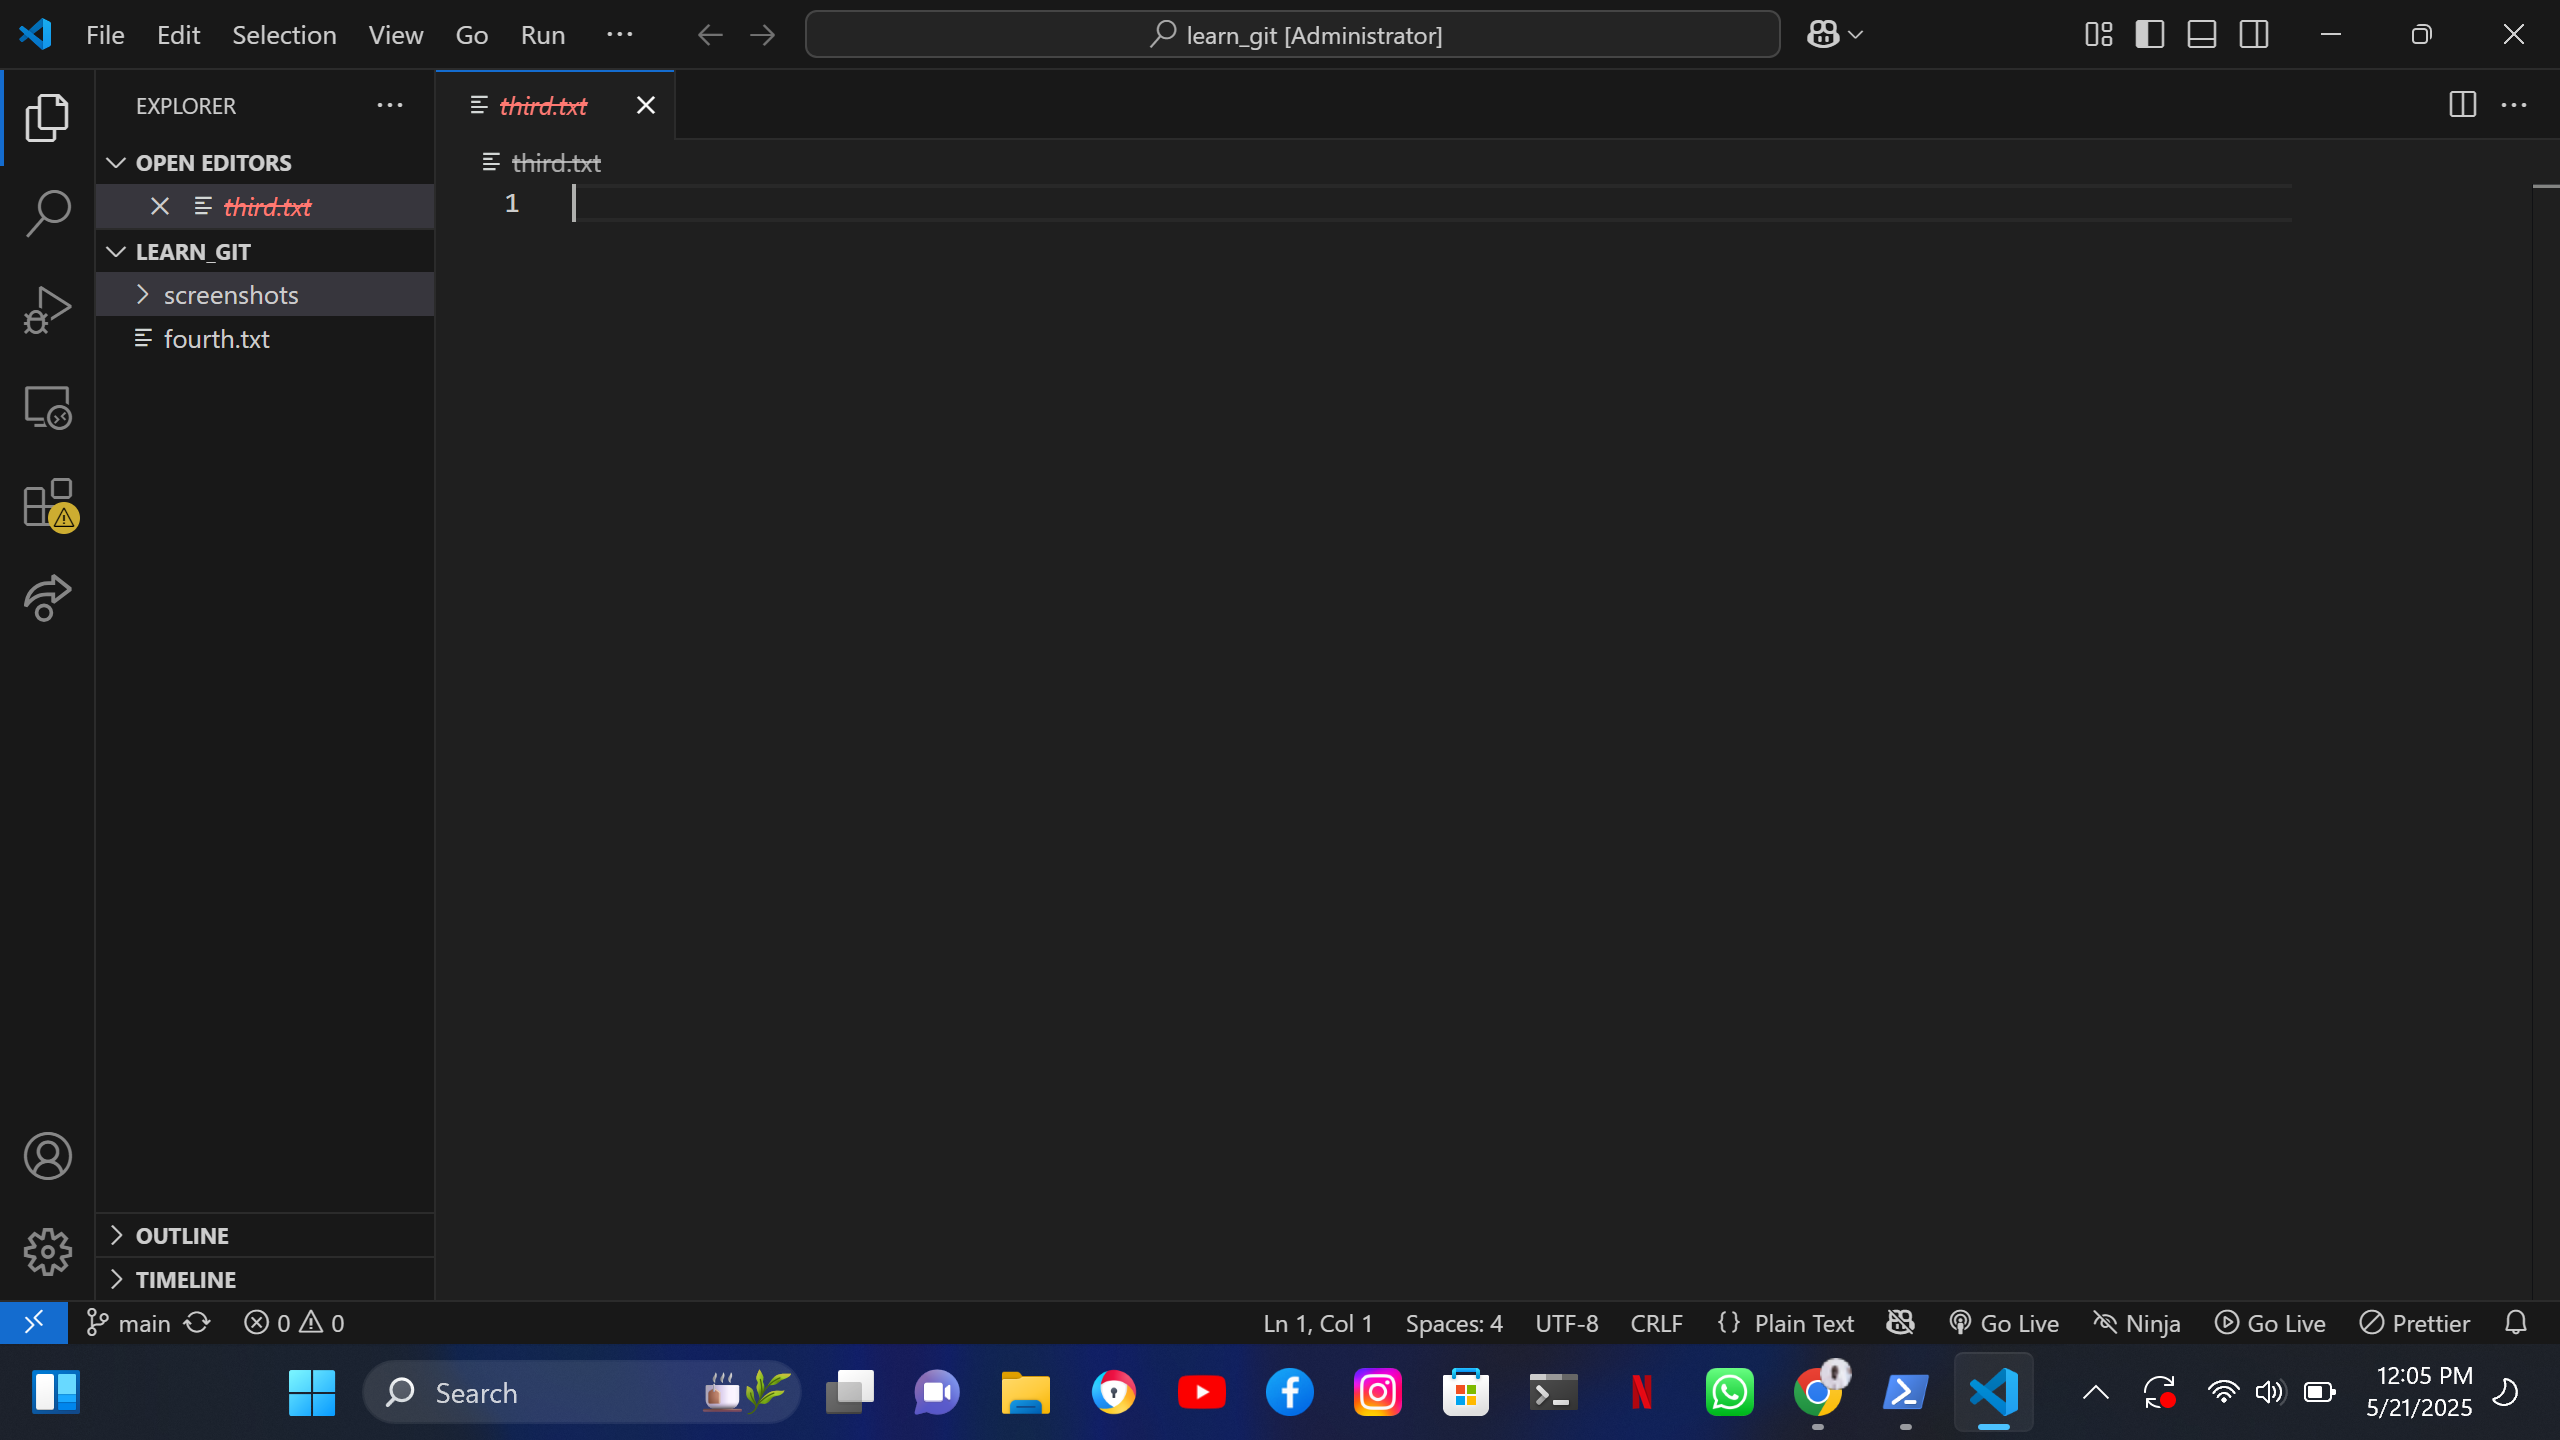 File Edit Selection View Go Run ···
learn_git [Administrator]
EXPLORER ···
OPEN EDITORS
third.txt
LEARN_GIT
screenshots
fourth.txt
OUTLINE
TIMELINE
third.txt
third.txt
1
main 0 0
Ln 1, Col 1 Spaces: 4 UTF-8 CRLF {} Plain Text Go Live Ninja Go Live Prettier
Search
N
12:05 PM
5/21/2025